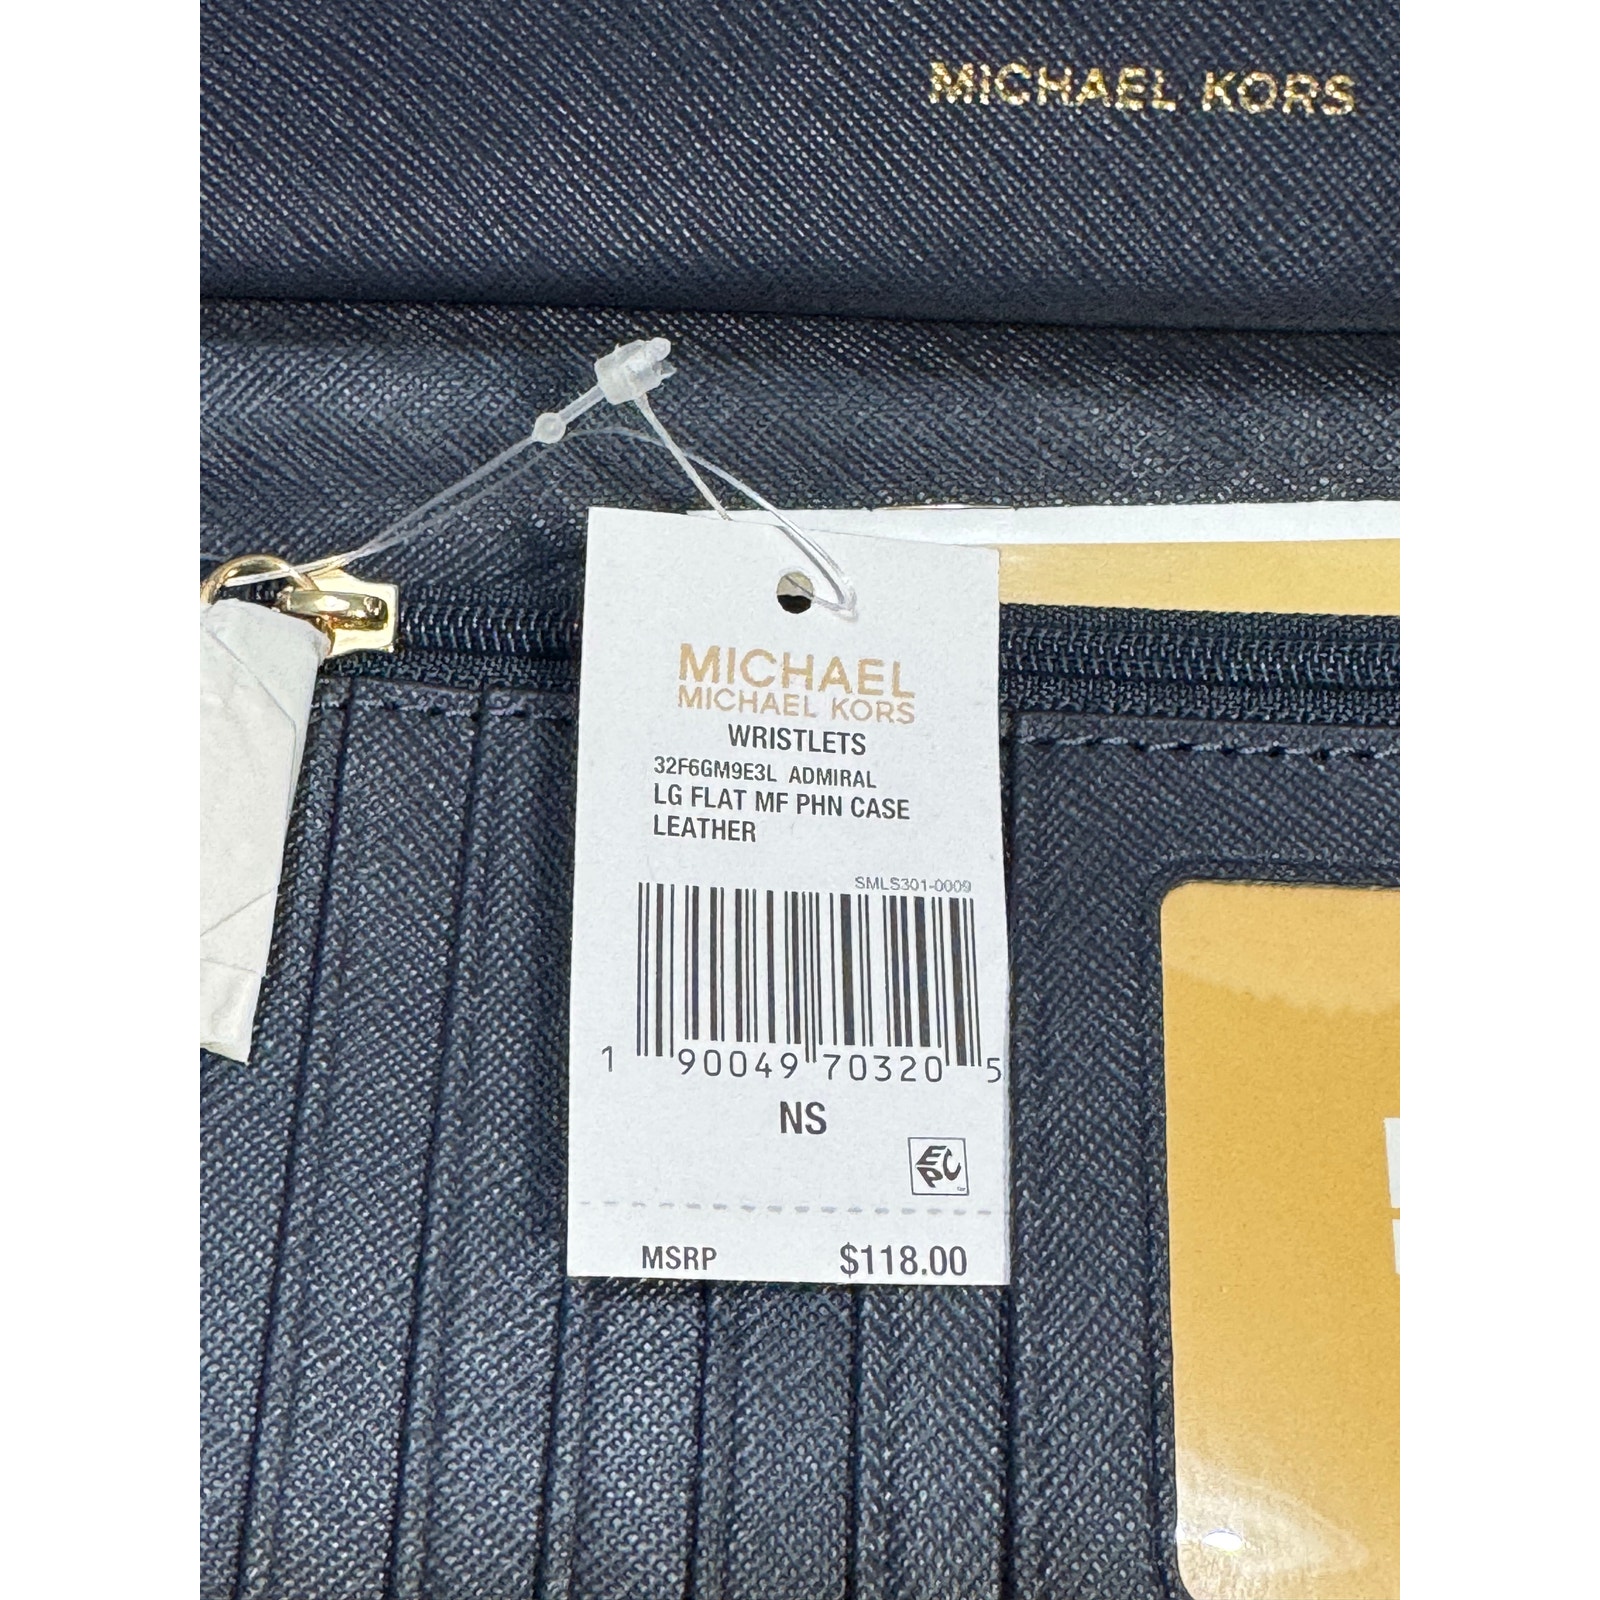 MICHAEL KORS
MICHAEL
MICHAEL KORS
WRISTLETS
32F6GM9E3L ADMIRAL
LG FLAT MF PHN CASE
LEATHER
SMLS301-0009
1 90049 70320 5
NS
EPC
MSRP $118.00